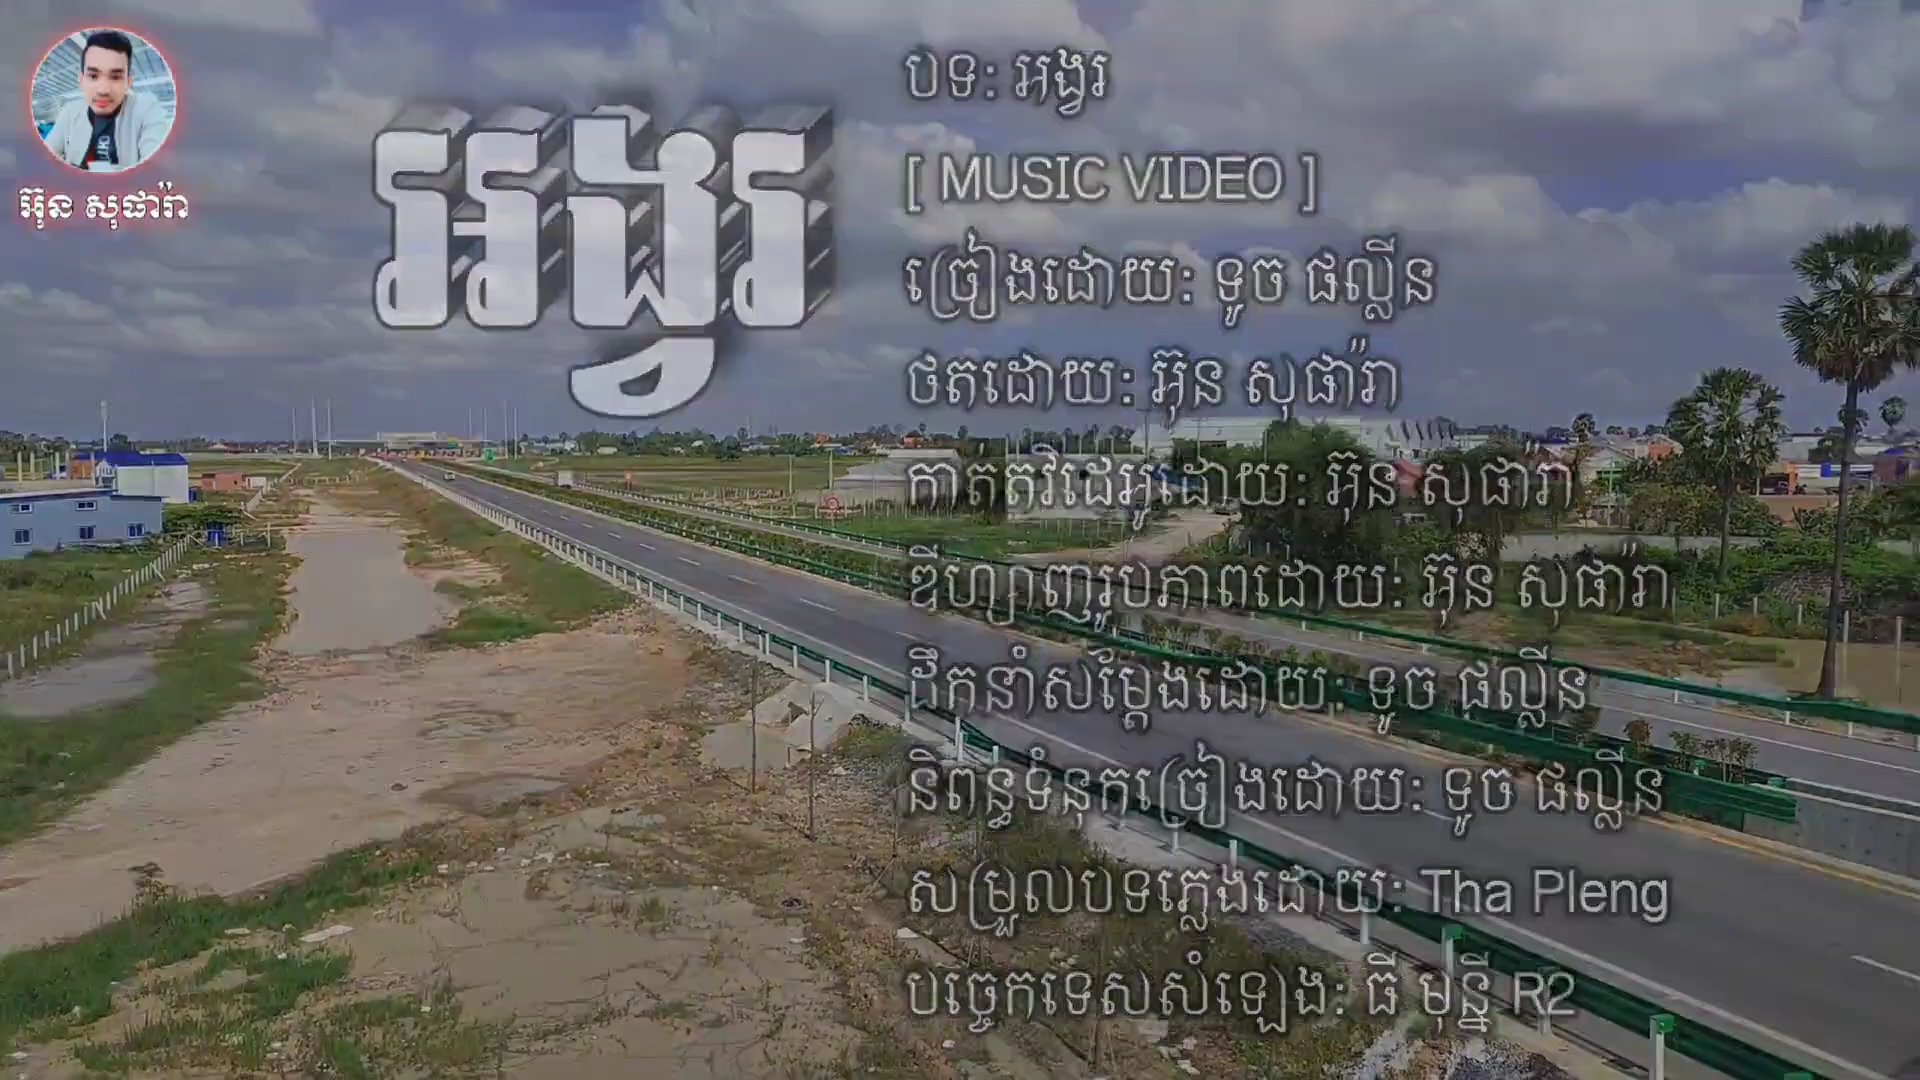 អ៊ុន សុផារ៉ា
អង្វរ
បទ: អង្វរ
[ MUSIC VIDEO ]
ច្រៀងដោយ: ទូច ផល្លីន
ថតដោយ: អ៊ុន សុផារ៉ា
កាត់តវិដេអូដោយ: អ៊ុន សុផារ៉ា
ឌីហ្សាញរូបភាពដោយ: អ៊ុន សុផារ៉ា
ដឹកនាំសម្ដែងដោយ: ទូច ផល្លីន
និពន្ធទំនុកច្រៀងដោយ: ទូច ផល្លីន
សម្រួលបទភ្លេងដោយ: Tha Pleng
បច្ចេកទេសសំឡេង: ធី មុន្នី R2